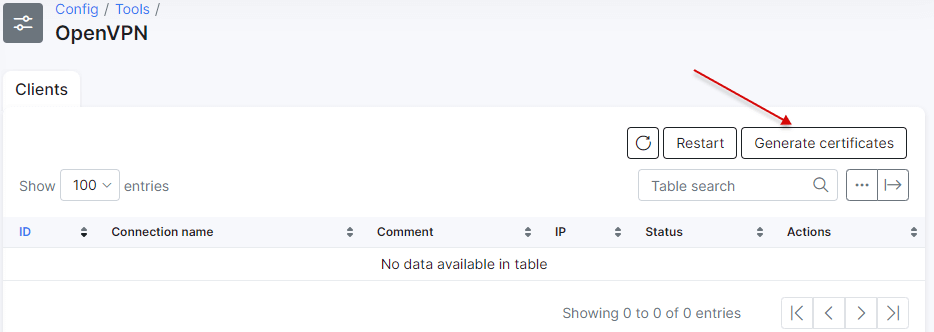 Config / Tools /
OpenVPN
Clients
Restart Generate certificates
Show 100 entries Table search ...
ID Connection name Comment IP Status Actions
No data available in table
Showing 0 to 0 of 0 entries